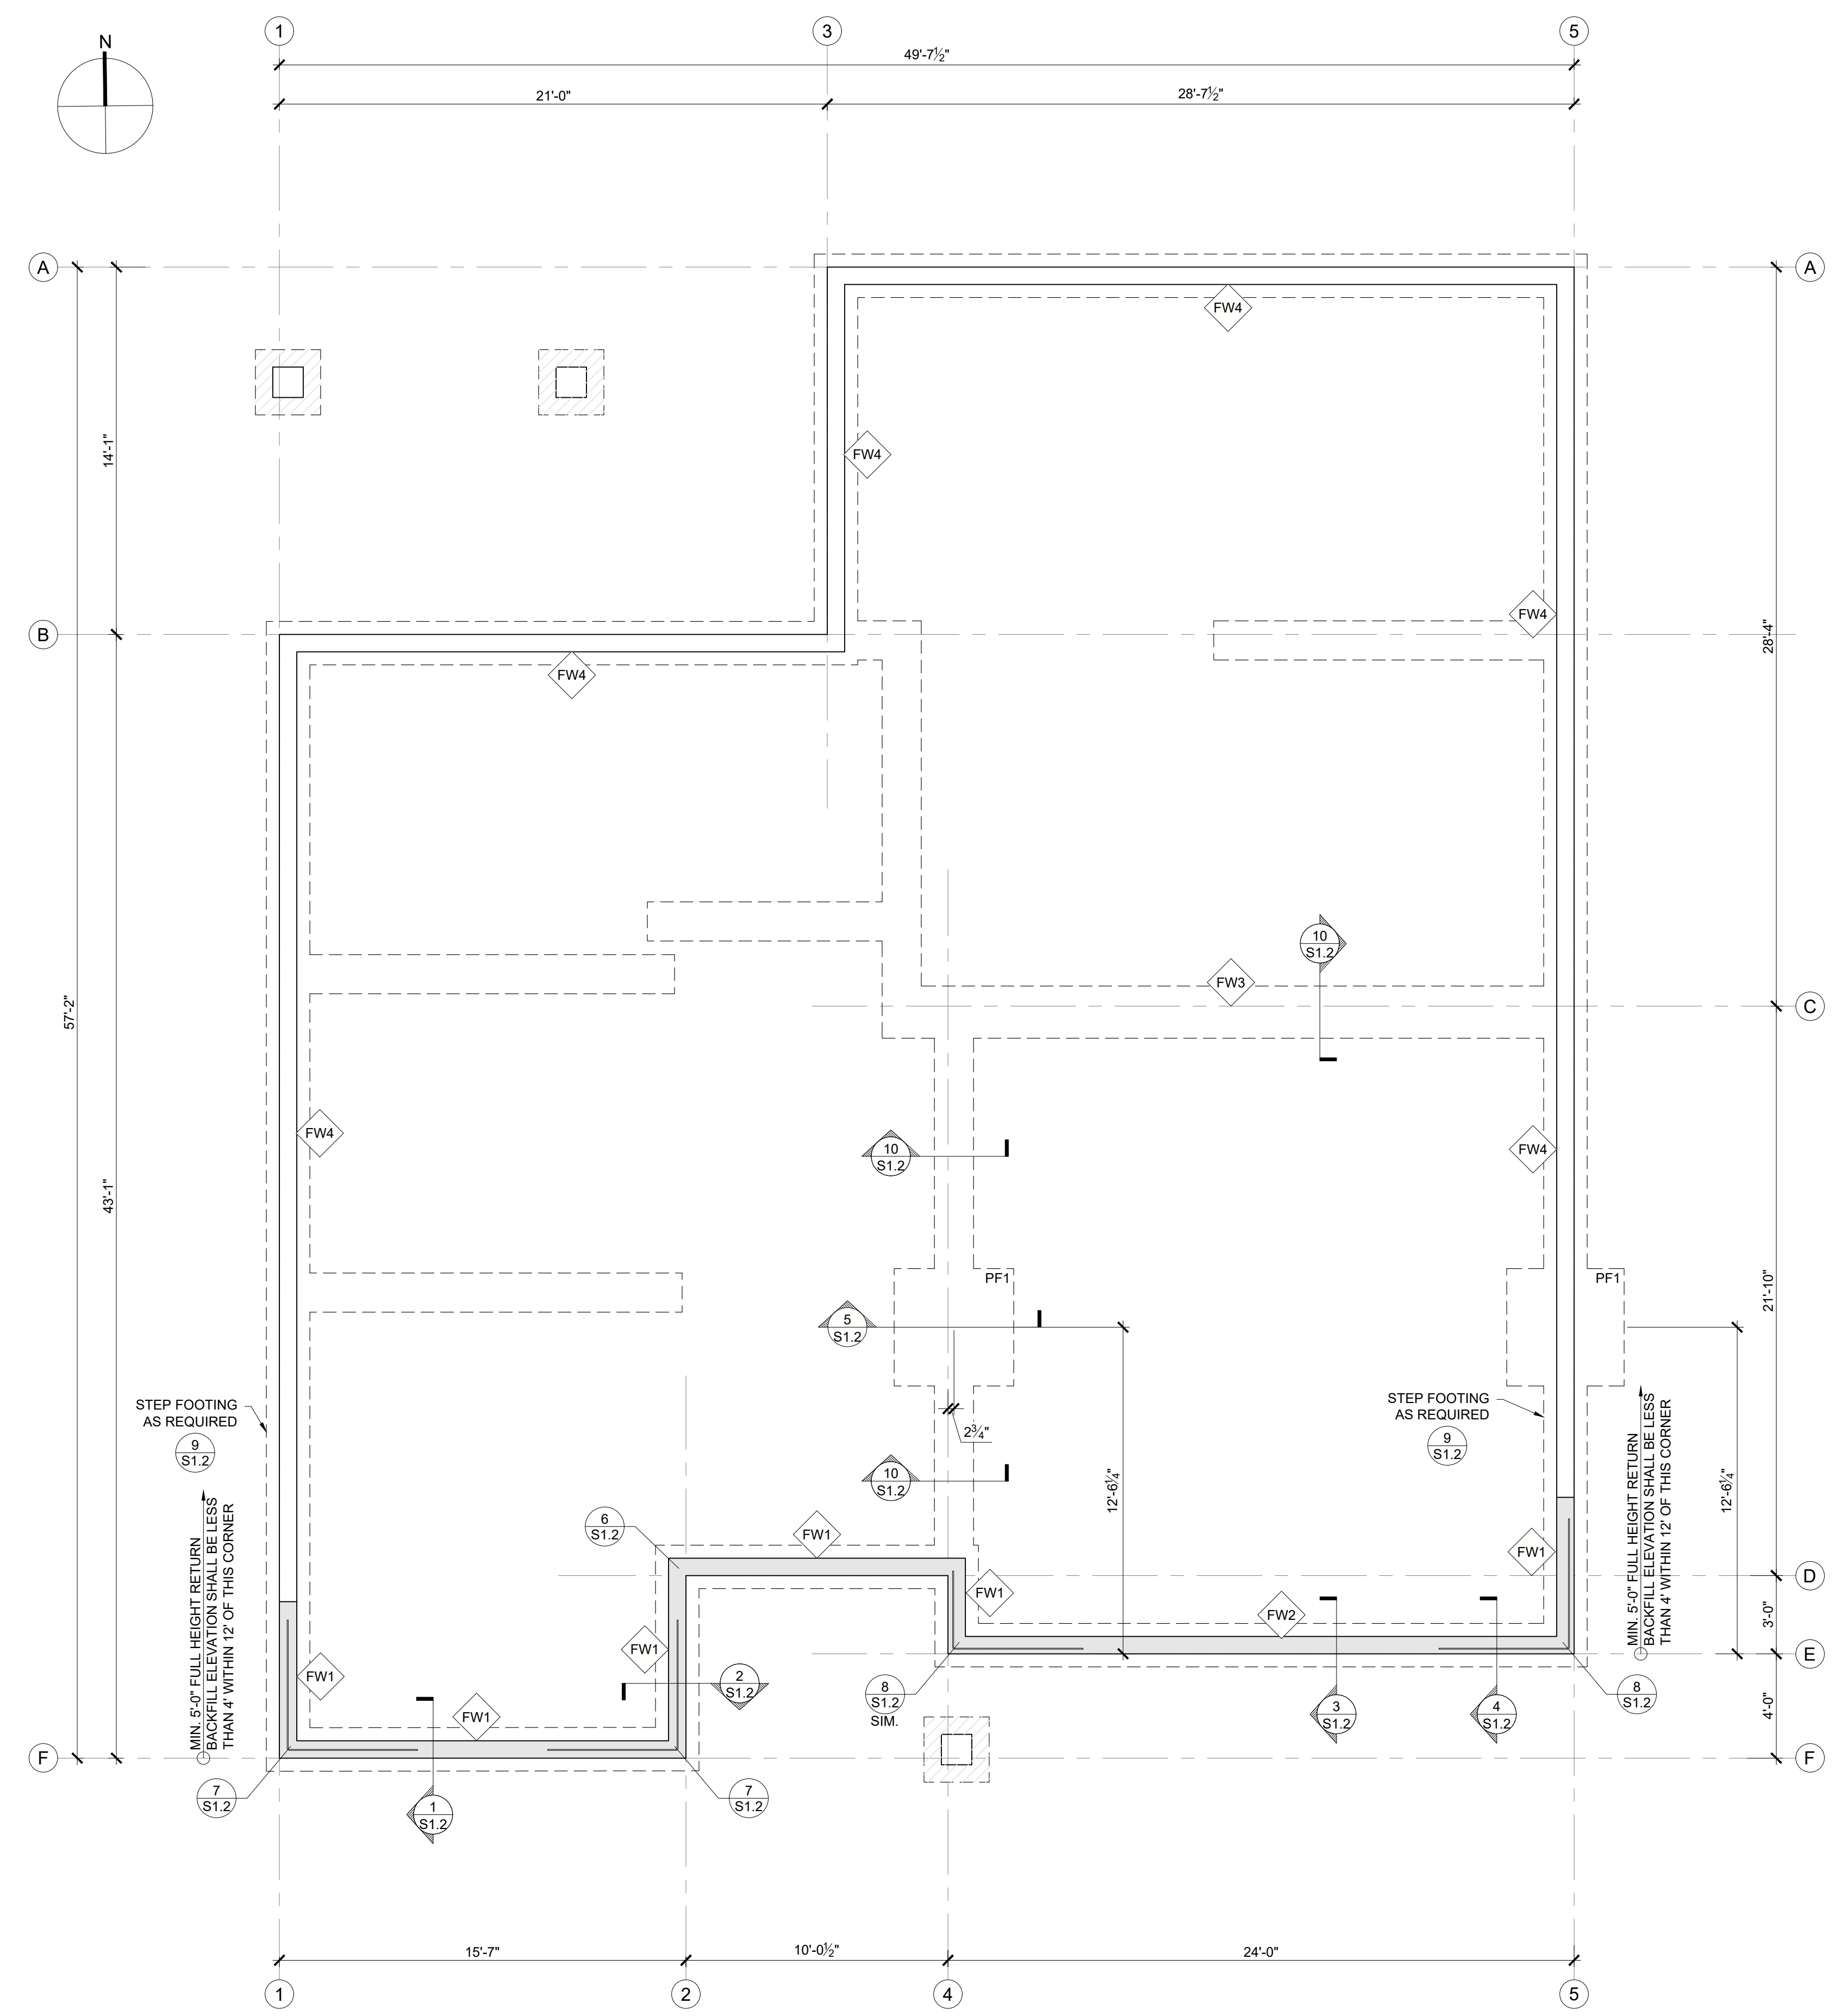 N
1
3
5
49'-7½"
21'-0"
28'-7½"
A
A
FW4
14'-1"
FW4
B
FW4
28'-4"
FW4
10
S1.2
FW3
C
57'-2"
43'-1"
FW4
10
S1.2
FW4
PF1
PF1
5
S1.2
21'-10"
STEP FOOTING
AS REQUIRED
9
S1.2
2¾"
STEP FOOTING
AS REQUIRED
9
S1.2
10
S1.2
12'-6¼"
12'-6¼"
MIN. 5'-0" FULL HEIGHT RETURN
BACKFILL ELEVATION SHALL BE LESS
THAN 4' WITHIN 12' OF THIS CORNER
MIN. 5'-0" FULL HEIGHT RETURN
BACKFILL ELEVATION SHALL BE LESS
THAN 4' WITHIN 12' OF THIS CORNER
6
S1.2
FW1
FW1
D
FW1
FW2
3'-0"
FW1
FW1
E
2
S1.2
8
S1.2
SIM.
8
S1.2
FW1
3
S1.2
4
S1.2
4'-0"
F
F
7
S1.2
7
S1.2
1
S1.2
15'-7"
10'-0½"
24'-0"
1
2
4
5